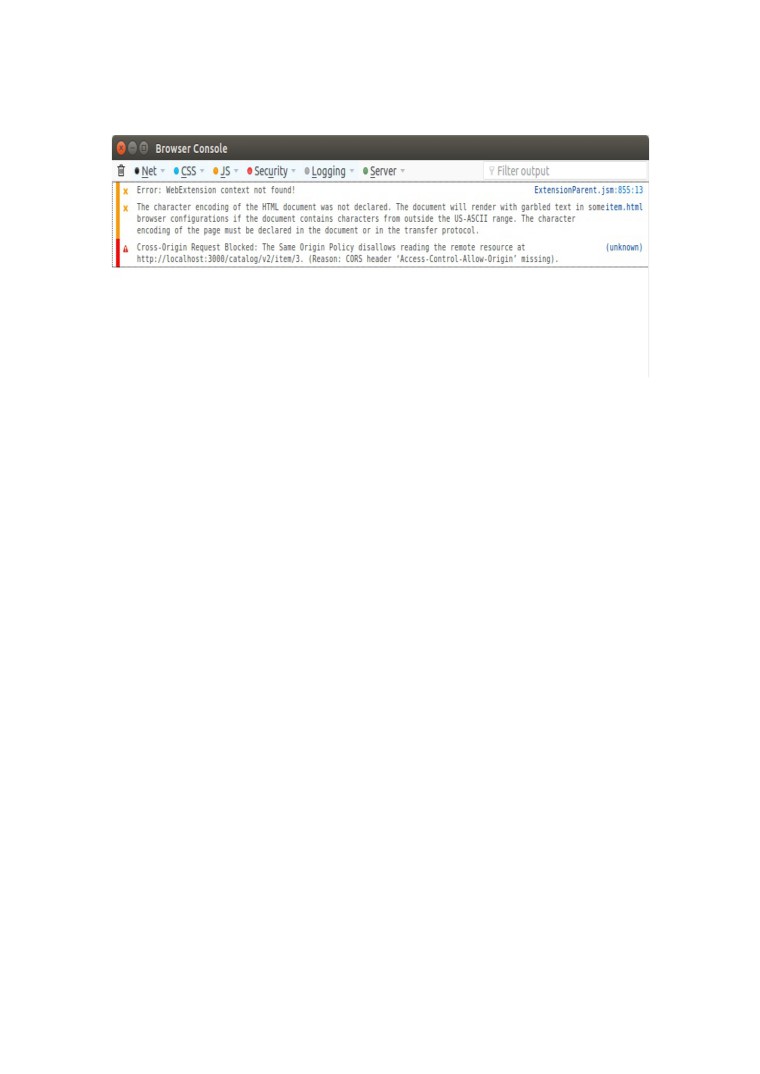 Browser Console
Net CSS JS Security Logging Server Filter output
Error: WebExtension context not found! ExtensionParent.jsm:855:13
The character encoding of the HTML document was not declared. The document will render with garbled text in some item.html
browser configurations if the document contains characters from outside the US-ASCII range. The character
encoding of the page must be declared in the document or in the transfer protocol.
Cross-Origin Request Blocked: The Same Origin Policy disallows reading the remote resource at (unknown)
http://localhost:3000/catalog/v2/item/3. (Reason: CORS header ‘Access-Control-Allow-Origin’ missing).